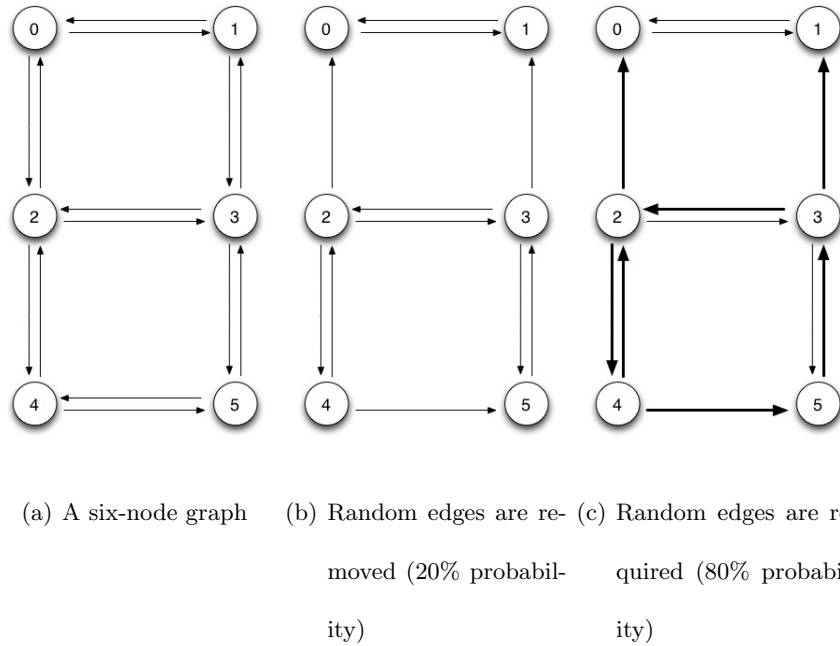 0 1 0 1 0 1
2 3 2 3 2 3
4 5 4 5 4 5
(a) A six-node graph
(b) Random edges are re-
moved (20% probabil-
ity)
(c) Random edges are re
quired (80% probabi
ity)